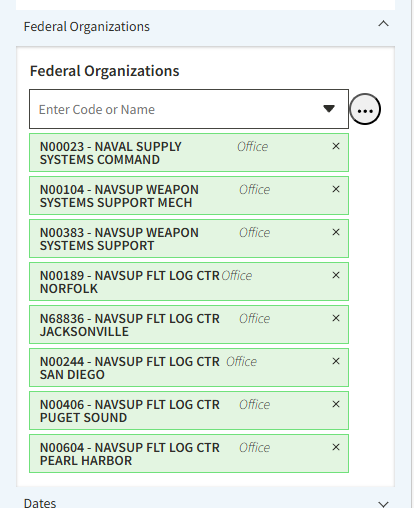 Federal Organizations
Federal Organizations
Enter Code or Name
N00023 - NAVAL SUPPLY Office ×
SYSTEMS COMMAND
N00104 - NAVSUP WEAPON Office ×
SYSTEMS SUPPORT MECH
N00383 - NAVSUP WEAPON Office ×
SYSTEMS SUPPORT
N00189 - NAVSUP FLT LOG CTR Office ×
NORFOLK
N68836 - NAVSUP FLT LOG CTR Office ×
JACKSONVILLE
N00244 - NAVSUP FLT LOG CTR Office ×
SAN DIEGO
N00406 - NAVSUP FLT LOG CTR Office ×
PUGET SOUND
N00604 - NAVSUP FLT LOG CTR Office ×
PEARL HARBOR
Dates